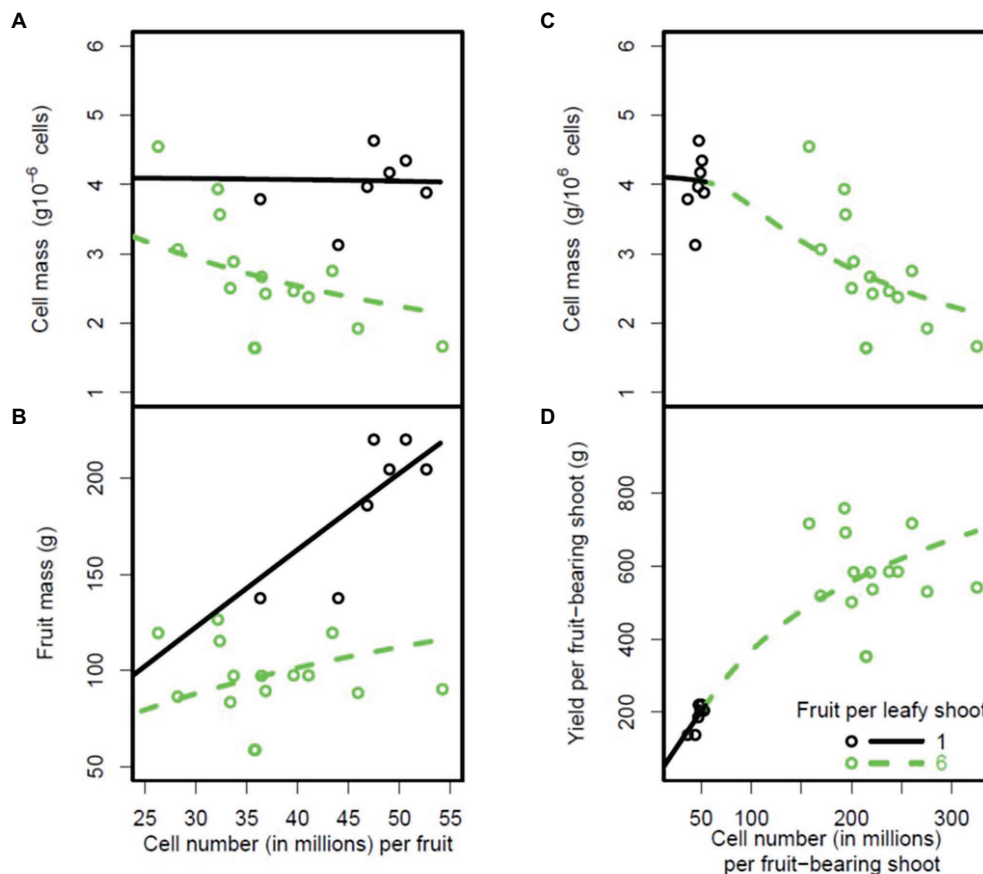 A
Cell mass (g10⁻⁶ cells)
6
5
4
3
2
1
B
Fruit mass (g)
200
150
100
50
25 30 35 40 45 50 55
Cell number (in millions) per fruit
C
Cell mass (g/10⁶ cells)
6
5
4
3
2
1
D
Yield per fruit−bearing shoot (g)
800
600
400
200
Fruit per leafy shoot
1
6
50 100 200 300
Cell number (in millions)
per fruit−bearing shoot